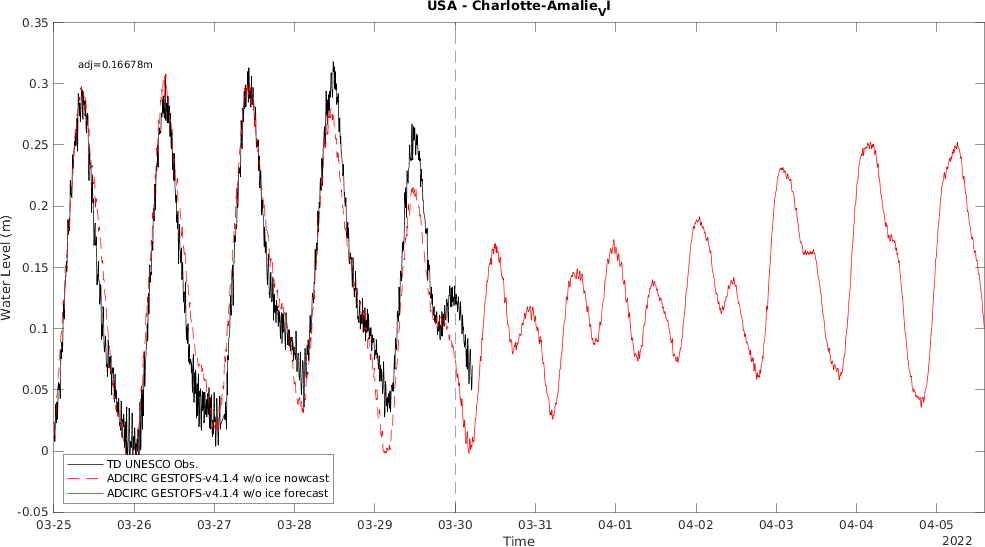 USA - Charlotte-Amalie_VI
adj=0.16678m
Water Level (m)
0.35
0.3
0.25
0.2
0.15
0.1
0.05
0
-0.05
TD UNESCO Obs.
ADCIRC GESTOFS-v4.1.4 w/o ice nowcast
ADCIRC GESTOFS-v4.1.4 w/o ice forecast
03-25 03-26 03-27 03-28 03-29 03-30 03-31 04-01 04-02 04-03 04-04 04-05
Time
2022